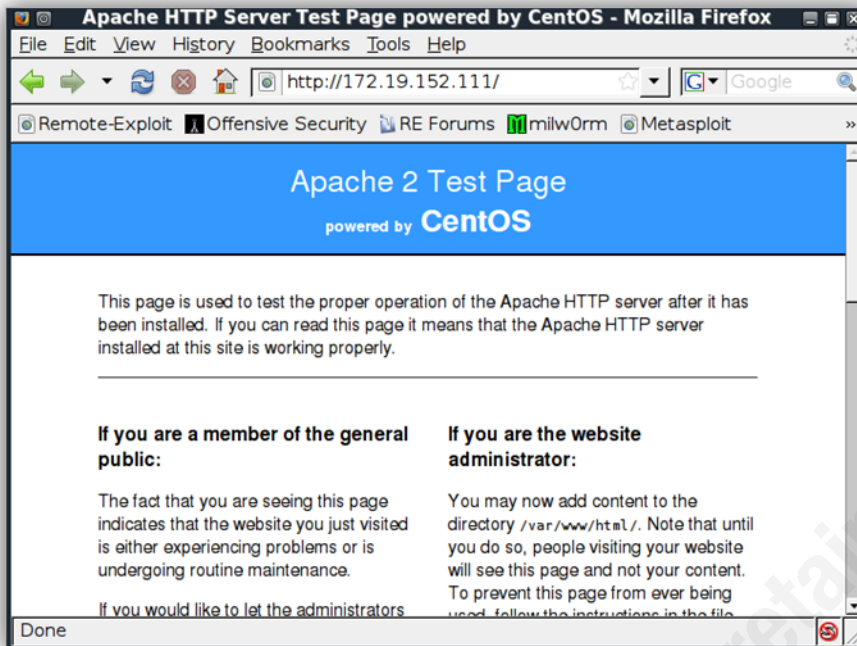 Apache HTTP Server Test Page powered by CentOS - Mozilla Firefox
File Edit View History Bookmarks Tools Help
http://172.19.152.111/
G Google
Remote-Exploit Offensive Security RE Forums milw0rm Metasploit »
Apache 2 Test Page
powered by CentOS
This page is used to test the proper operation of the Apache HTTP server after it has
been installed. If you can read this page it means that the Apache HTTP server
installed at this site is working properly.
If you are a member of the general
public:
The fact that you are seeing this page
indicates that the website you just visited
is either experiencing problems or is
undergoing routine maintenance.
If you would like to let the administrators
If you are the website
administrator:
You may now add content to the
directory /var/www/html/. Note that until
you do so, people visiting your website
will see this page and not your content.
To prevent this page from ever being
used, follow the instructions in the file
Done
retain